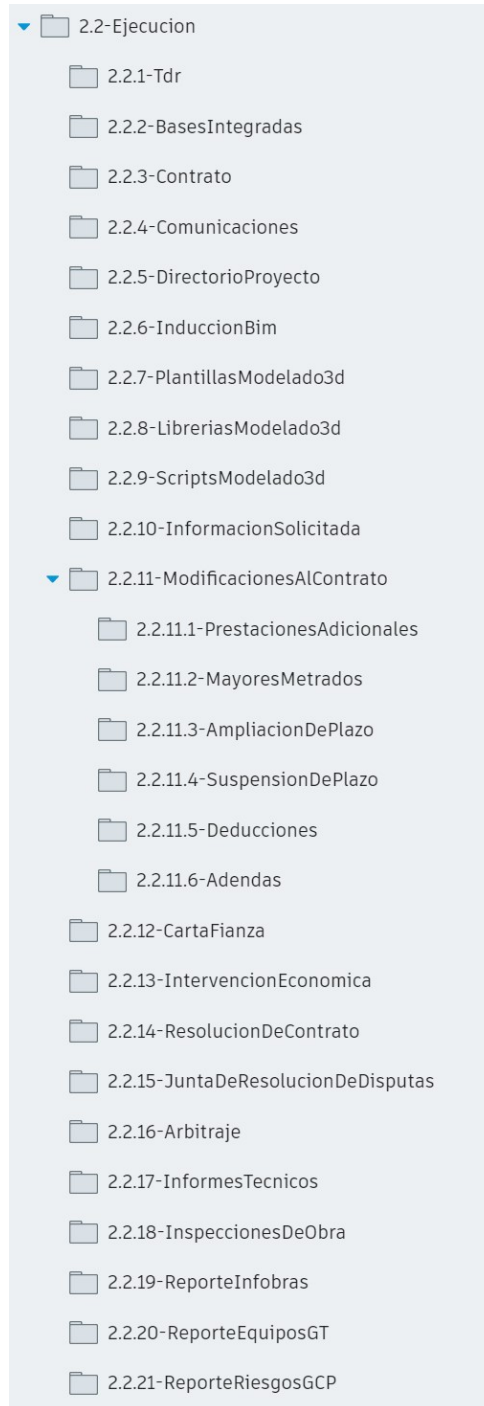 2.2-Ejecucion
2.2.1-Tdr
2.2.2-BasesIntegradas
2.2.3-Contrato
2.2.4-Comunicaciones
2.2.5-DirectorioProyecto
2.2.6-InduccionBim
2.2.7-PlantillasModelado3d
2.2.8-LibreriasModelado3d
2.2.9-ScriptsModelado3d
2.2.10-InformacionSolicitada
2.2.11-ModificacionesAlContrato
2.2.11.1-PrestacionesAdicionales
2.2.11.2-MayoresMetrados
2.2.11.3-AmpliacionDePlazo
2.2.11.4-SuspensionDePlazo
2.2.11.5-Deducciones
2.2.11.6-Adendas
2.2.12-CartaFianza
2.2.13-IntervencionEconomica
2.2.14-ResolucionDeContrato
2.2.15-JuntaDeResolucionDeDisputas
2.2.16-Arbitraje
2.2.17-InformesTecnicos
2.2.18-InspeccionesDeObra
2.2.19-ReporteInfobras
2.2.20-ReporteEquiposGT
2.2.21-ReporteRiesgosGCP